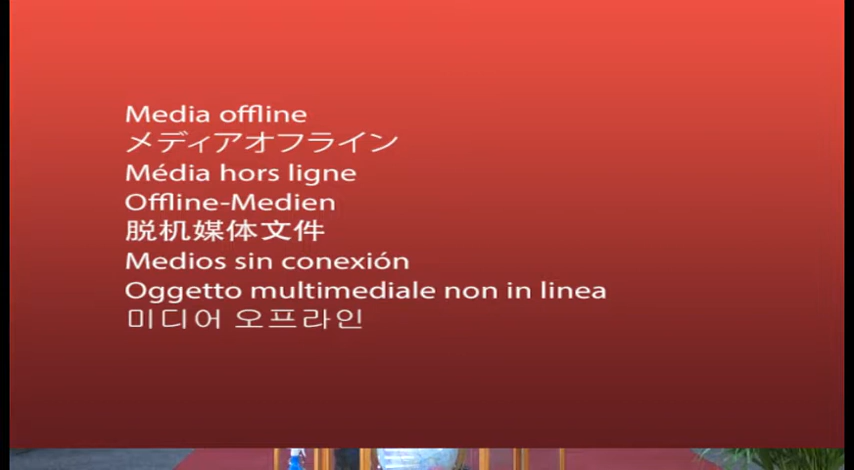 Media offline
メディアオフライン
Média hors ligne
Offline-Medien
脱机媒体文件
Medios sin conexión
Oggetto multimediale non in linea
미디어 오프라인